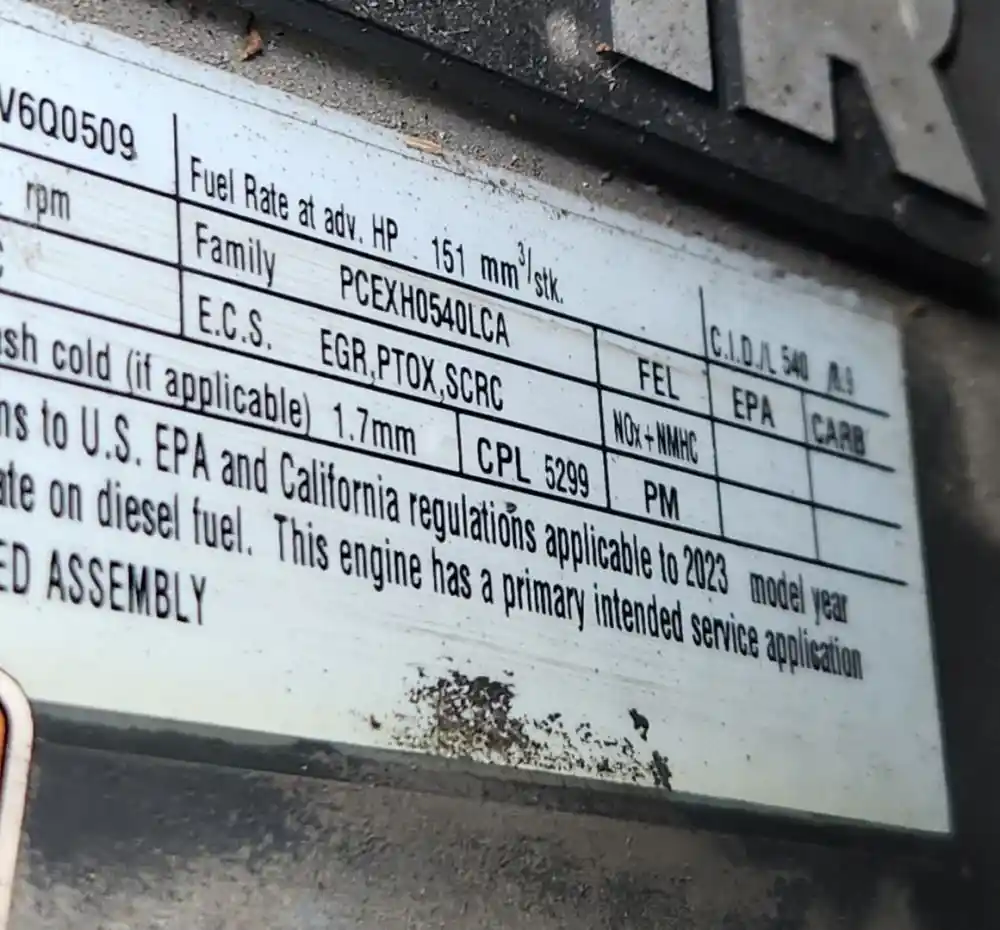 V6Q0509
Fuel Rate at adv. HP 151 mm³/stk.
C.I.D./L 540 /8.9
rpm
Family PCEXH0540LCA
FEL EPA CARB
C
E.C.S. EGR,PTOX,SCRC
NOx+NMHC
ash cold (if applicable) 1.7mm
CPL 5299
PM
ns to U.S. EPA and California regulations applicable to 2023 model year
ate on diesel fuel. This engine has a primary intended service application
ED ASSEMBLY
R